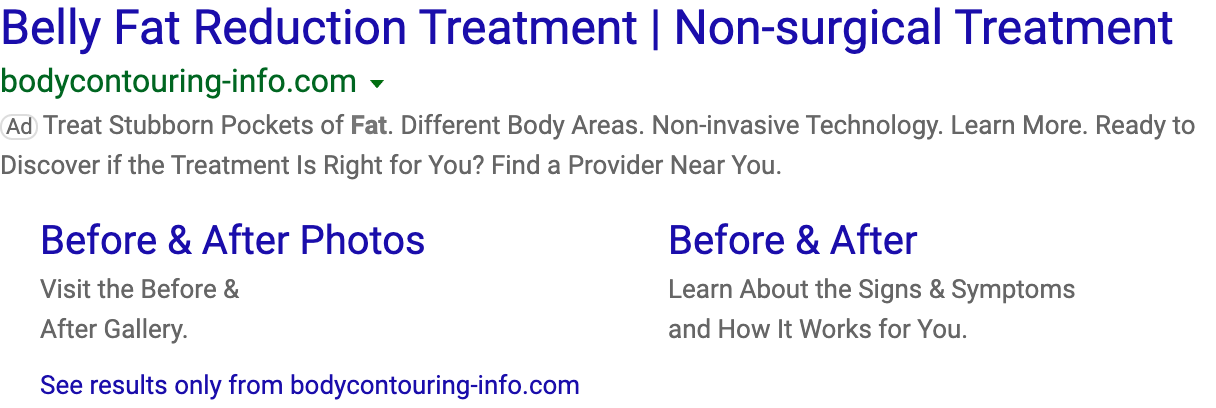 Belly Fat Reduction Treatment | Non-surgical Treatment
bodycontouring-info.com
Ad Treat Stubborn Pockets of Fat. Different Body Areas. Non-invasive Technology. Learn More. Ready to
Discover if the Treatment Is Right for You? Find a Provider Near You.
Before & After Photos
Visit the Before &
After Gallery.
Before & After
Learn About the Signs & Symptoms
and How It Works for You.
See results only from bodycontouring-info.com